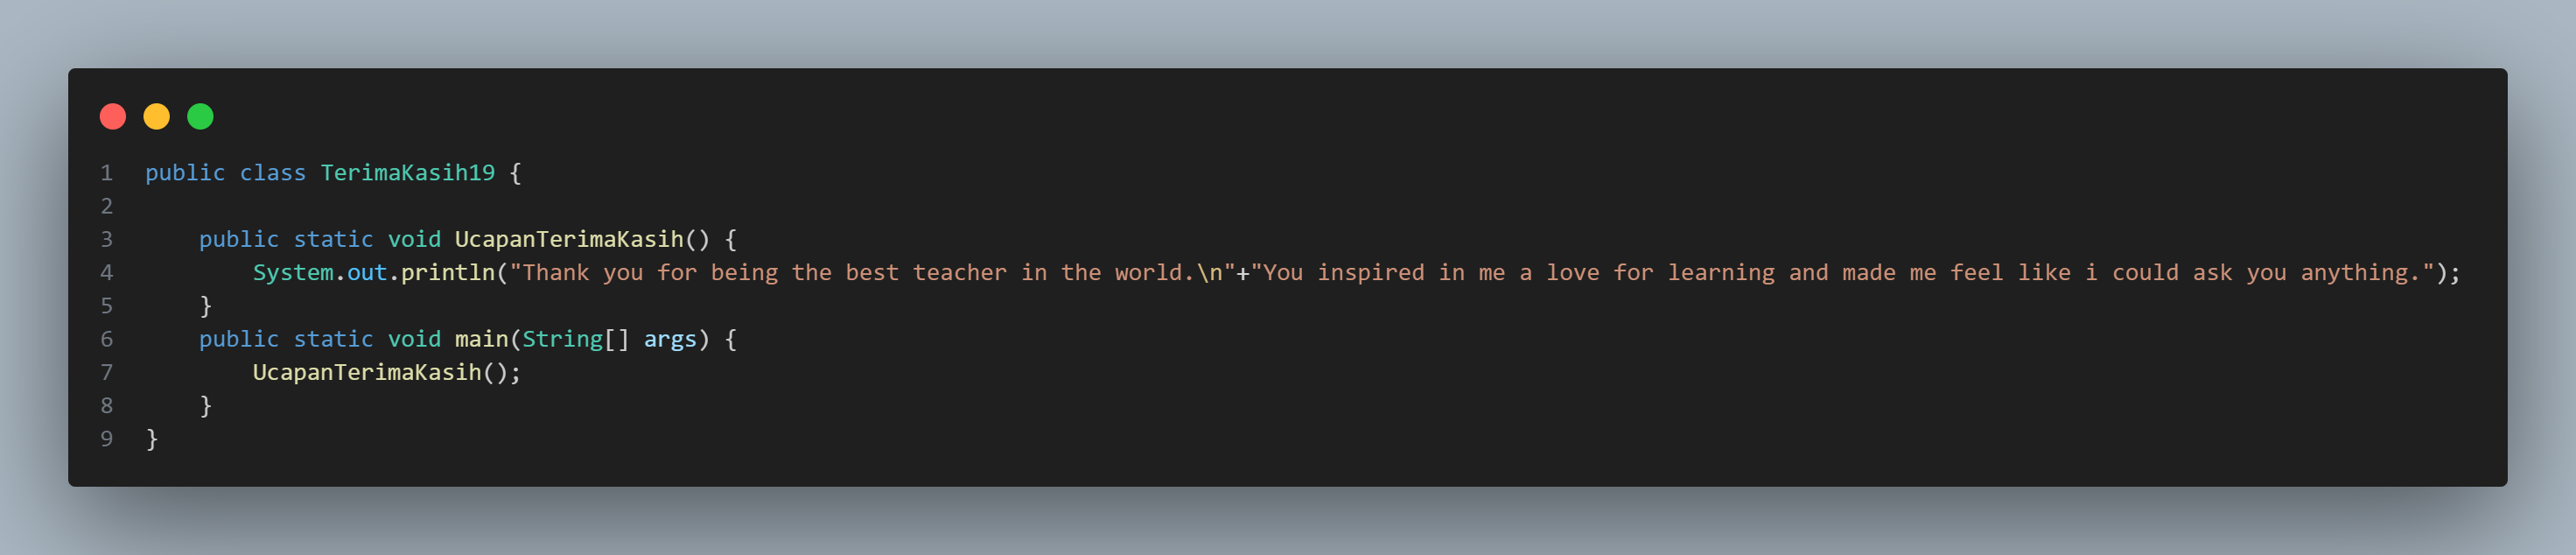 1 public class TerimaKasih19 {
2
3     public static void UcapanTerimaKasih() {
4         System.out.println("Thank you for being the best teacher in the world.\n"+"You inspired in me a love for learning and made me feel like i could ask you anything.");
5     }
6     public static void main(String[] args) {
7         UcapanTerimaKasih();
8     }
9 }